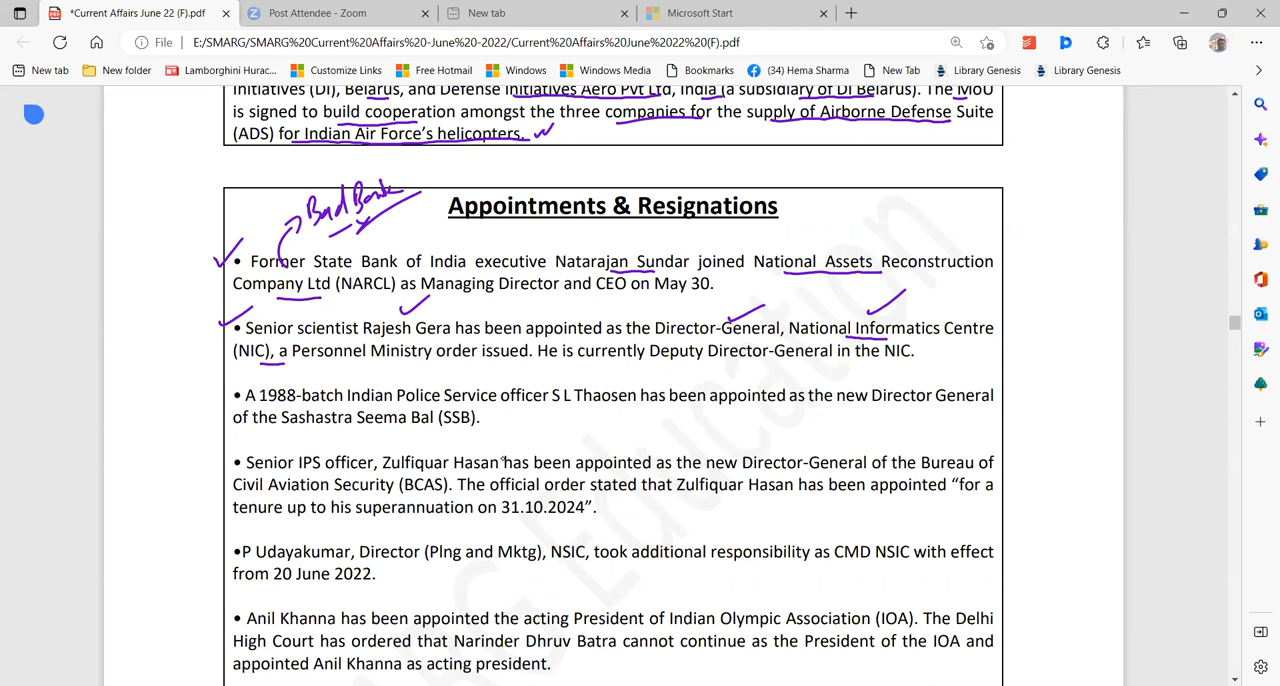 *Current Affairs June 22 (F).pdf
Post Attendee - Zoom
New tab
Microsoft Start
File
E:/SMARG/SMARG%20Current%20Affairs%20-June%20-2022/Current%20Affairs%20June%2022%20(F).pdf
New tab
New folder
Lamborghini Hurac...
Customize Links
Free Hotmail
Windows
Windows Media
Bookmarks
(34) Hema Sharma
New Tab
Library Genesis
Library Genesis
Initiatives (DI), Belarus, and Defense Initiatives Aero Pvt Ltd, India (a subsidiary of DI Belarus). The MoU
is signed to build cooperation amongst the three companies for the supply of Airborne Defense Suite
(ADS) for Indian Air Force's helicopters.
Bad Bank
Appointments & Resignations
• Former State Bank of India executive Natarajan Sundar joined National Assets Reconstruction
Company Ltd (NARCL) as Managing Director and CEO on May 30.
• Senior scientist Rajesh Gera has been appointed as the Director-General, National Informatics Centre
(NIC), a Personnel Ministry order issued. He is currently Deputy Director-General in the NIC.
• A 1988-batch Indian Police Service officer S L Thaosen has been appointed as the new Director General
of the Sashastra Seema Bal (SSB).
• Senior IPS officer, Zulfiquar Hasan has been appointed as the new Director-General of the Bureau of
Civil Aviation Security (BCAS). The official order stated that Zulfiquar Hasan has been appointed "for a
tenure up to his superannuation on 31.10.2024".
•P Udayakumar, Director (Plng and Mktg), NSIC, took additional responsibility as CMD NSIC with effect
from 20 June 2022.
• Anil Khanna has been appointed the acting President of Indian Olympic Association (IOA). The Delhi
High Court has ordered that Narinder Dhruv Batra cannot continue as the President of the IOA and
appointed Anil Khanna as acting president.